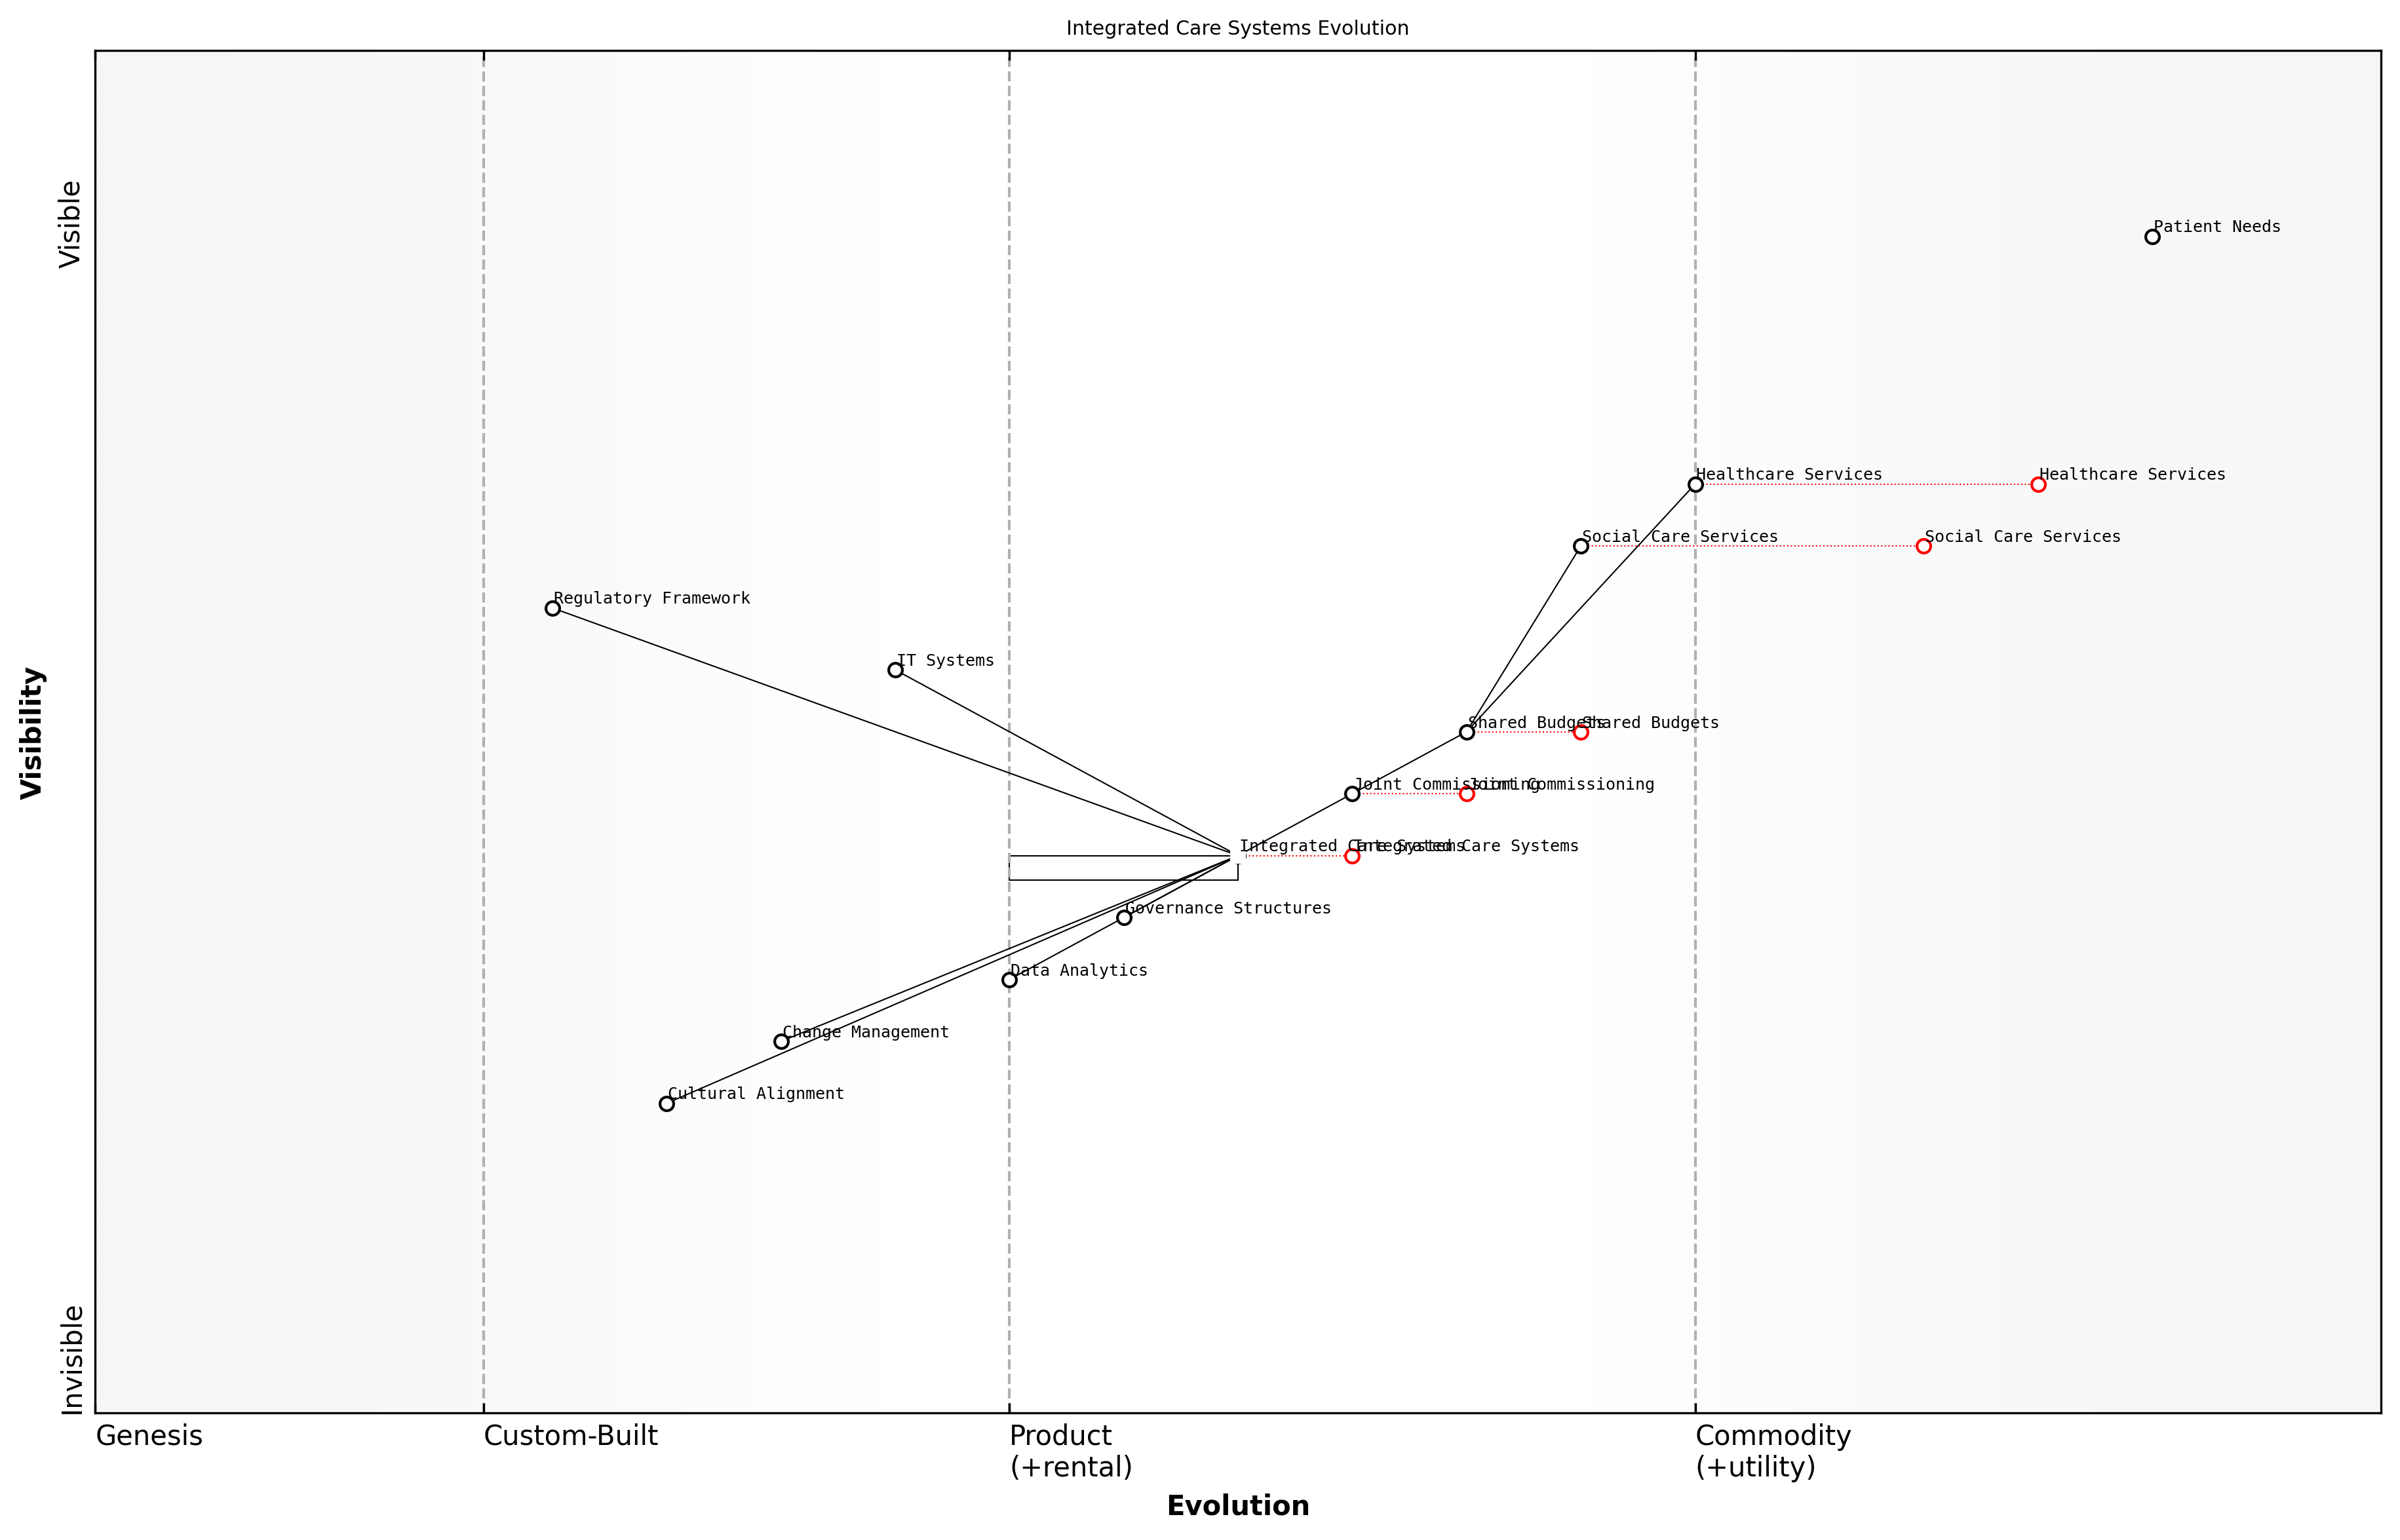 Integrated Care Systems Evolution
Visible
Patient Needs
Healthcare Services
Healthcare Services
Social Care Services
Social Care Services
Regulatory Framework
IT Systems
Shared Budgets
Shared Budgets
Joint Commissioning
Joint Commissioning
Integrated Care Systems
Integrated Care Systems
Governance Structures
Data Analytics
Change Management
Cultural Alignment
Visibility
Invisible
Genesis
Custom-Built
Product
(+rental)
Commodity
(+utility)
Evolution